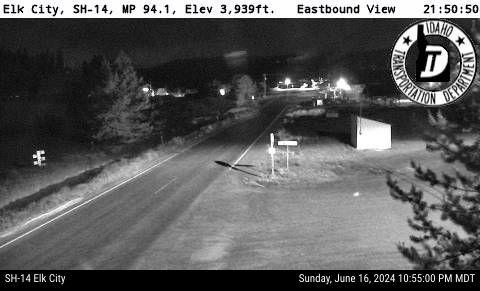 Elk City, SH-14, MP 94.1, Elev 3,939ft. Eastbound View 21:50:50
IDAHO
TRANSPORTATION DEPARTMENT
SH-14 Elk City Sunday, June 16, 2024 10:55:00 PM MDT